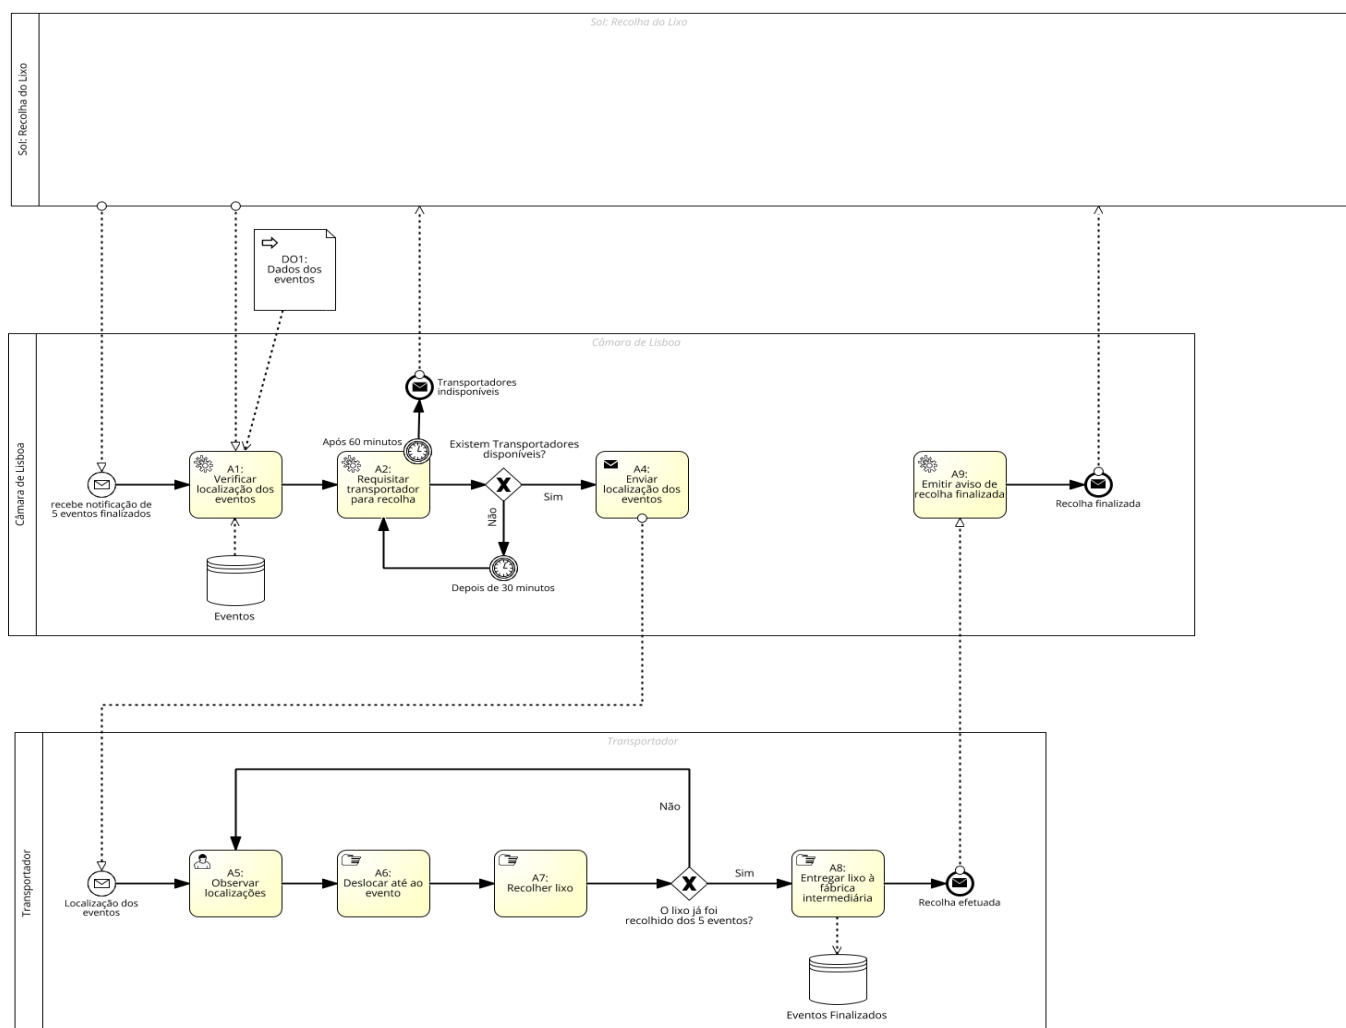 Sol: Recolha do Lixo
Sol: Recolha do Lixo
DO1:
Dados dos
eventos
Câmara de Lisboa
Câmara de Lisboa
Transportadores
indisponíveis
Após 60 minutos
Existem Transportadores
disponíveis?
recebe notificação de
5 eventos finalizados
A1:
Verificar
localização dos
eventos
A2:
Requisitar
transportador
para recolha
Sim
Não
A4:
Enviar
localização dos
eventos
A9:
Emitir aviso de
recolha finalizada
Recolha finalizada
Depois de 30 minutos
Eventos
Transportador
Transportador
Não
Localização dos
eventos
A5:
Observar
localizações
A6:
Deslocar até ao
evento
A7:
Recolher lixo
O lixo já foi
recolhido dos 5 eventos?
Sim
A8:
Entregar lixo à
fábrica
intermediária
Recolha efetuada
Eventos Finalizados